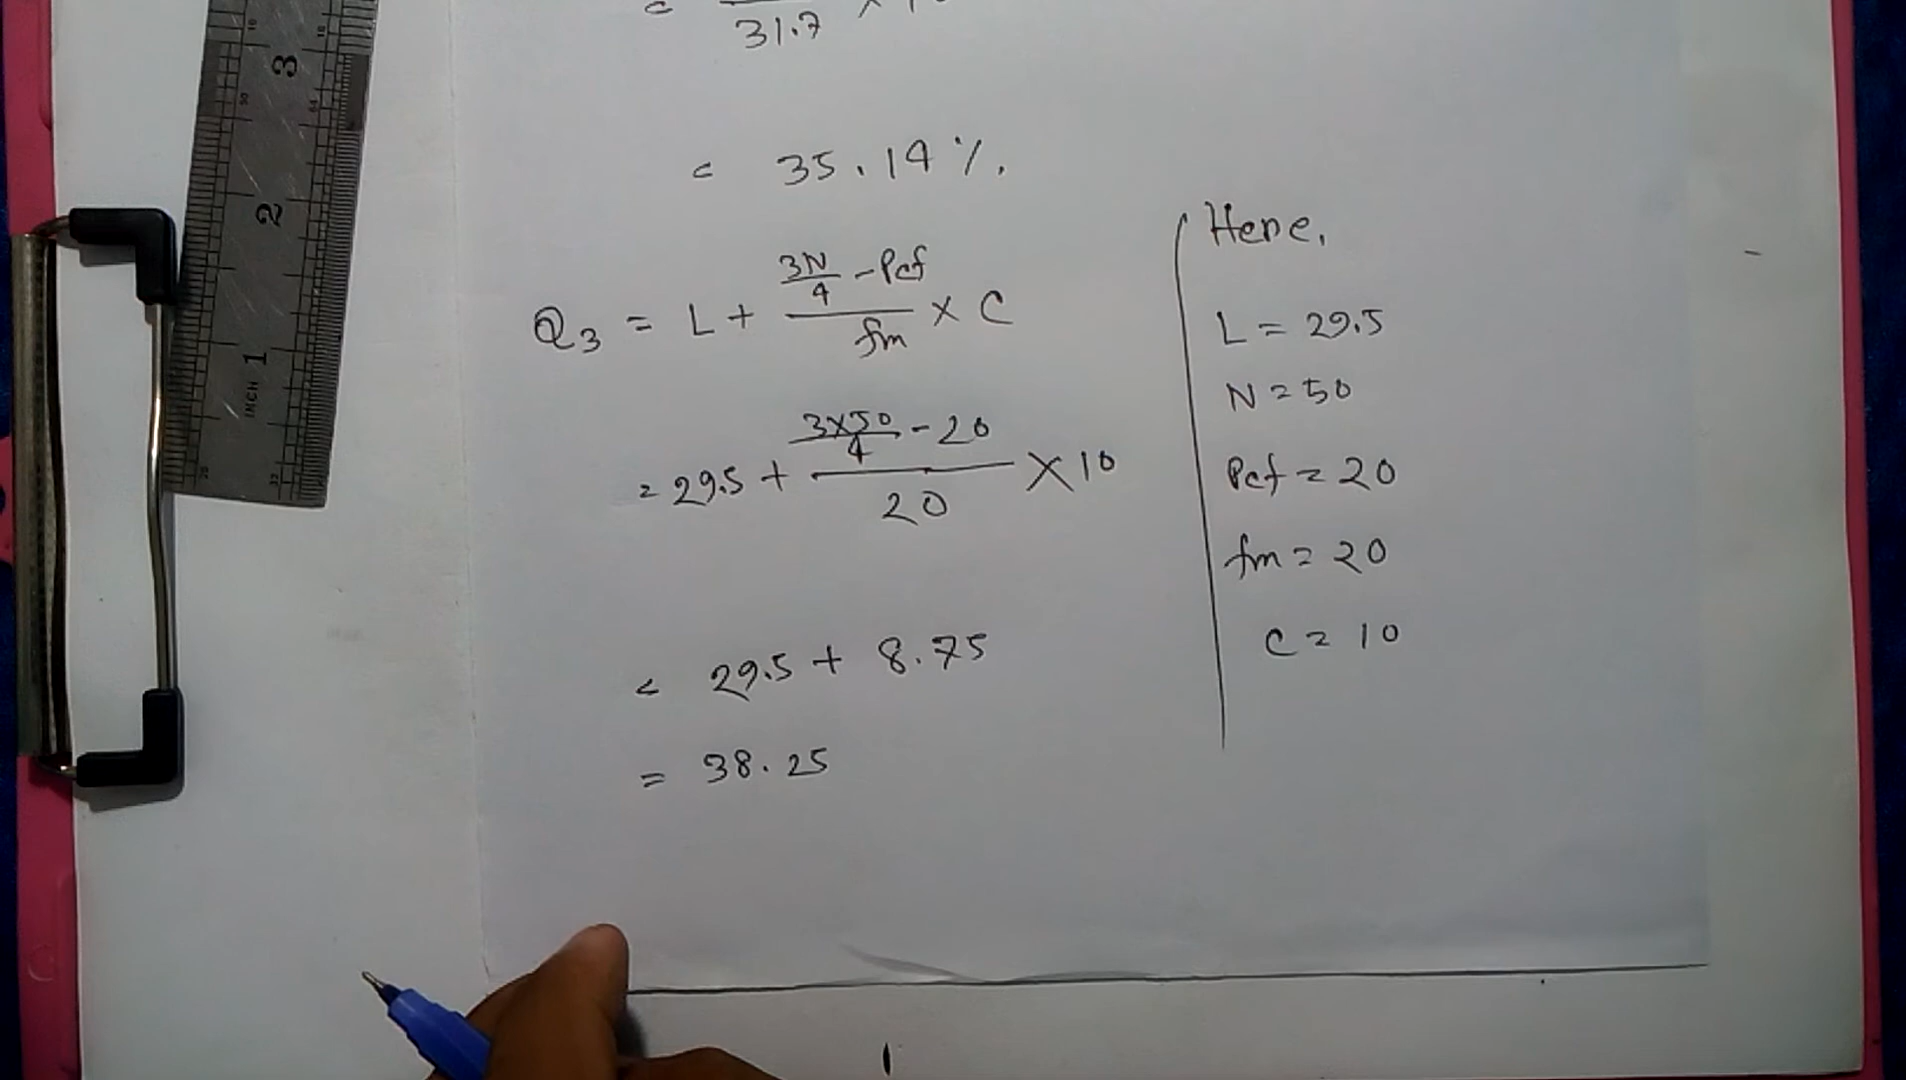 31.7
= 35.14%.
Q3 = L + (3N/4 - Pcf)/fm × C
= 29.5 + (3×50/4 - 20)/20 × 10
= 29.5 + 8.75
= 38.25
Here,
L = 29.5
N = 50
Pcf = 20
fm = 20
C = 10
3
2
INCH 1